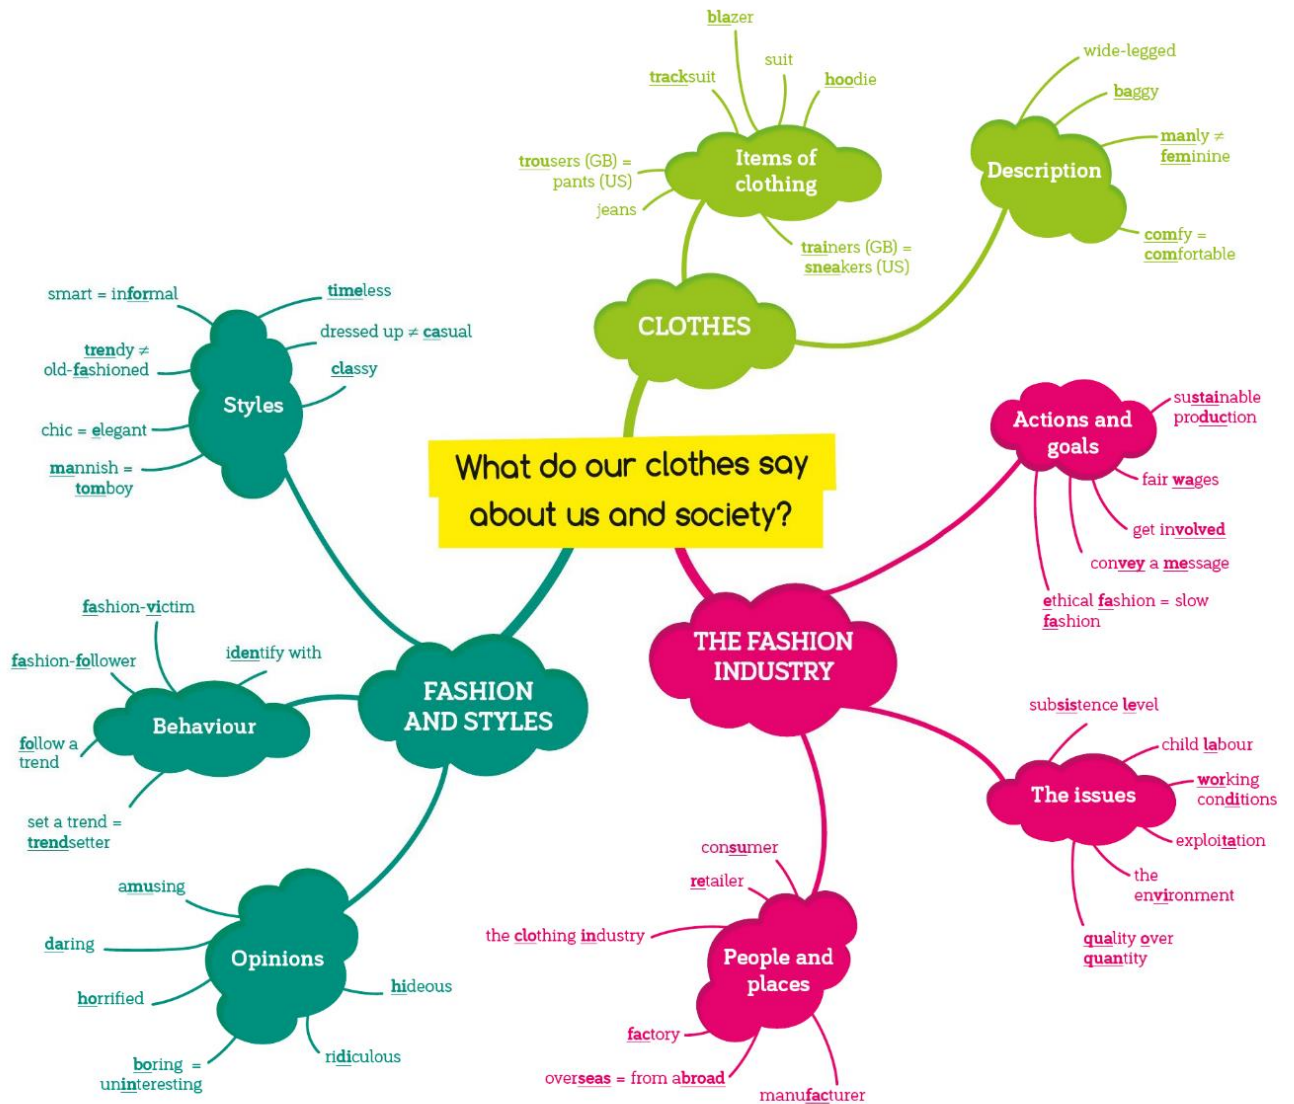 What do our clothes say
about us and society?
CLOTHES
Items of
clothing
blazer
suit
tracksuit
hoodie
trousers (GB) =
pants (US)
jeans
trainers (GB) =
sneakers (US)
Description
wide-legged
baggy
manly ≠
feminine
comfy =
comfortable
FASHION
AND STYLES
Styles
smart = informal
timeless
dressed up ≠ casual
trendy ≠
old-fashioned
classy
chic = elegant
mannish =
tomboy
Behaviour
fashion-victim
identify with
fashion-follower
follow a
trend
set a trend =
trendsetter
Opinions
amusing
daring
horrified
hideous
boring =
uninteresting
ridiculous
THE FASHION
INDUSTRY
Actions and
goals
sustainable
production
fair wages
get involved
convey a message
ethical fashion = slow
fashion
The issues
subsistence level
child labour
working
conditions
exploitation
the
environment
quality over
quantity
People and
places
consumer
retailer
the clothing industry
factory
overseas = from abroad
manufacturer